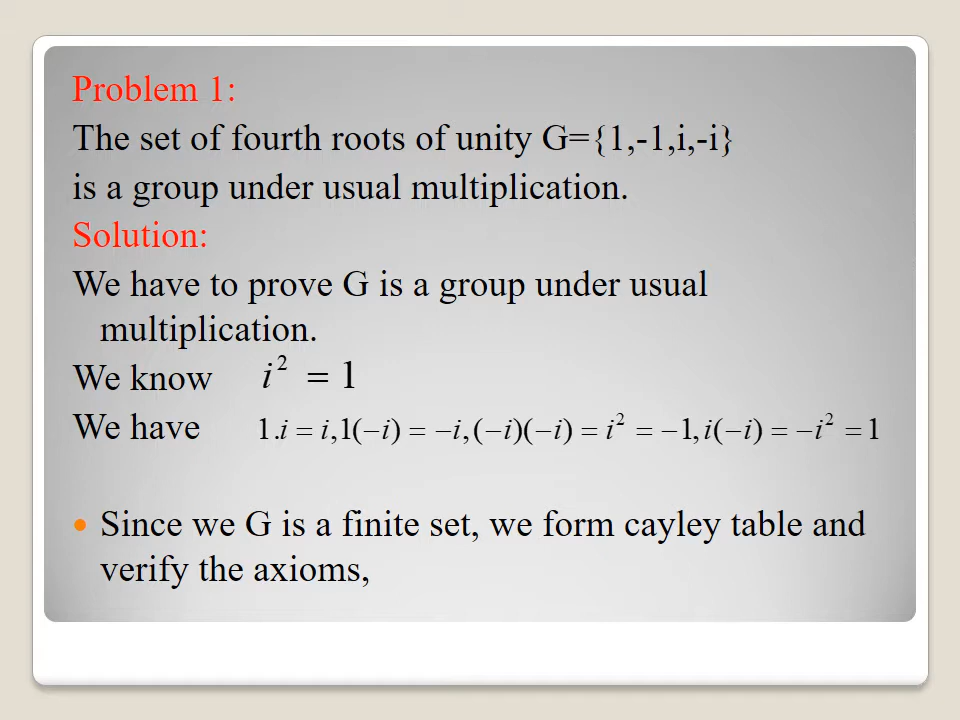 Problem 1:
The set of fourth roots of unity G={1,-1,i,-i}
is a group under usual multiplication.
Solution:
We have to prove G is a group under usual
multiplication.
We know i² = 1
We have 1.i = i,1(−i) = −i,(−i)(−i) = i² = −1,i(−i) = −i² = 1
• Since we G is a finite set, we form cayley table and
verify the axioms,